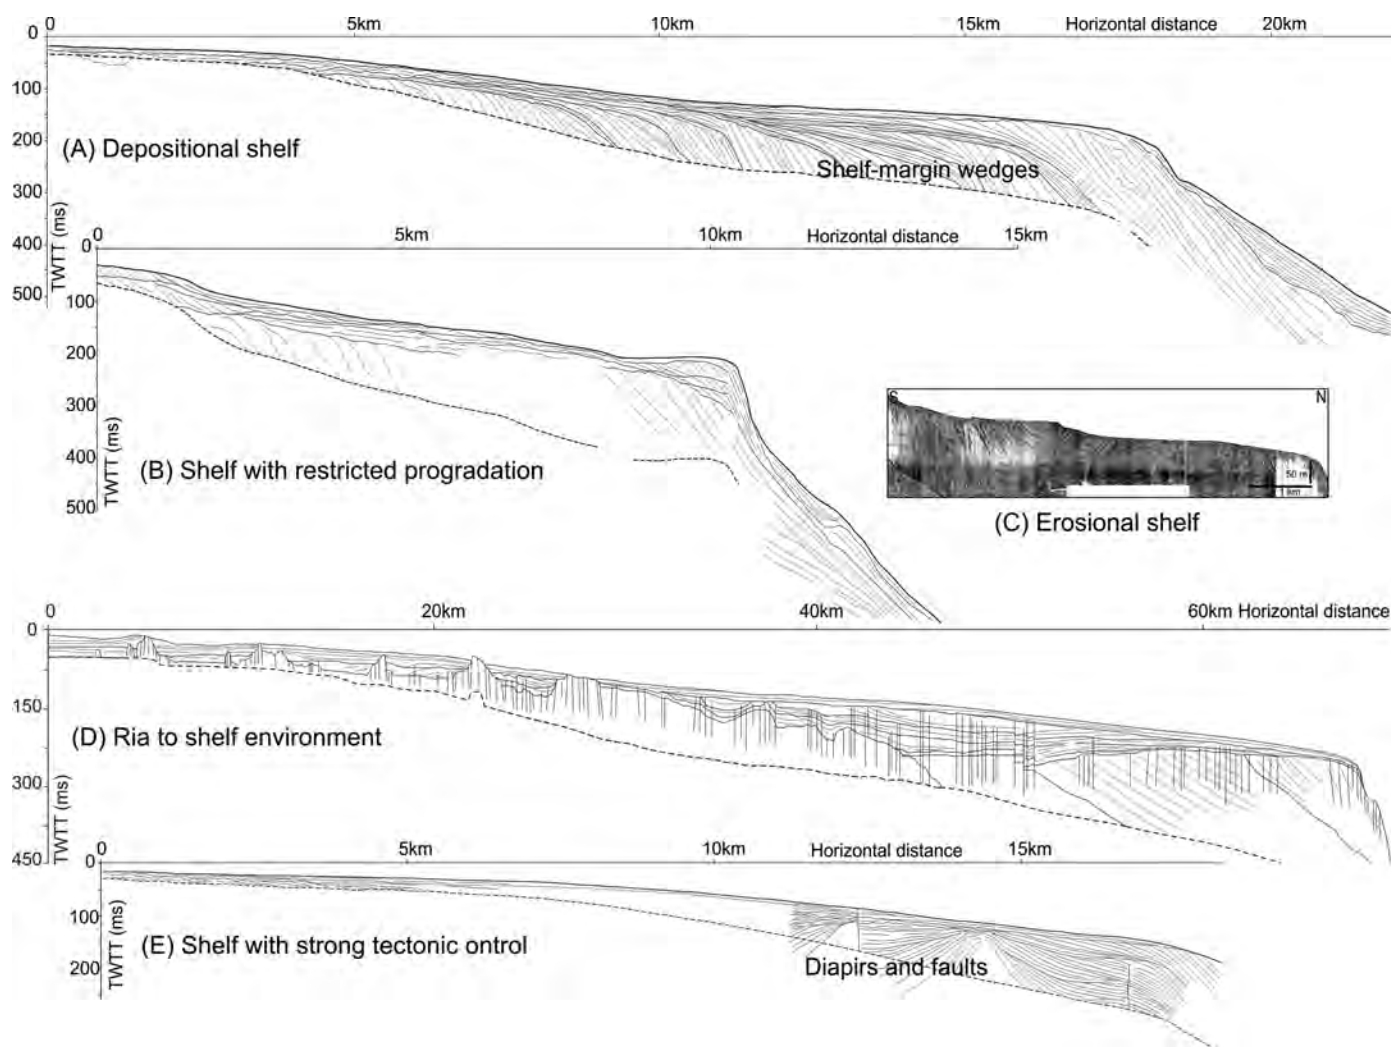 0 5km 10km 15km Horizontal distance 20km
0
100
200
300
400
500
TWTT (ms)
(A) Depositional shelf
Shelf-margin wedges
0 5km 10km Horizontal distance 15km
100
200
300
400
500
TWTT (ms)
(B) Shelf with restricted progradation
S N
50 m
1 km
(C) Erosional shelf
0 20km 40km 60km Horizontal distance
0
150
300
450
TWTT (ms)
(D) Ria to shelf environment
0 5km 10km Horizontal distance 15km
100
200
TWTT (ms)
(E) Shelf with strong tectonic ontrol
Diapirs and faults